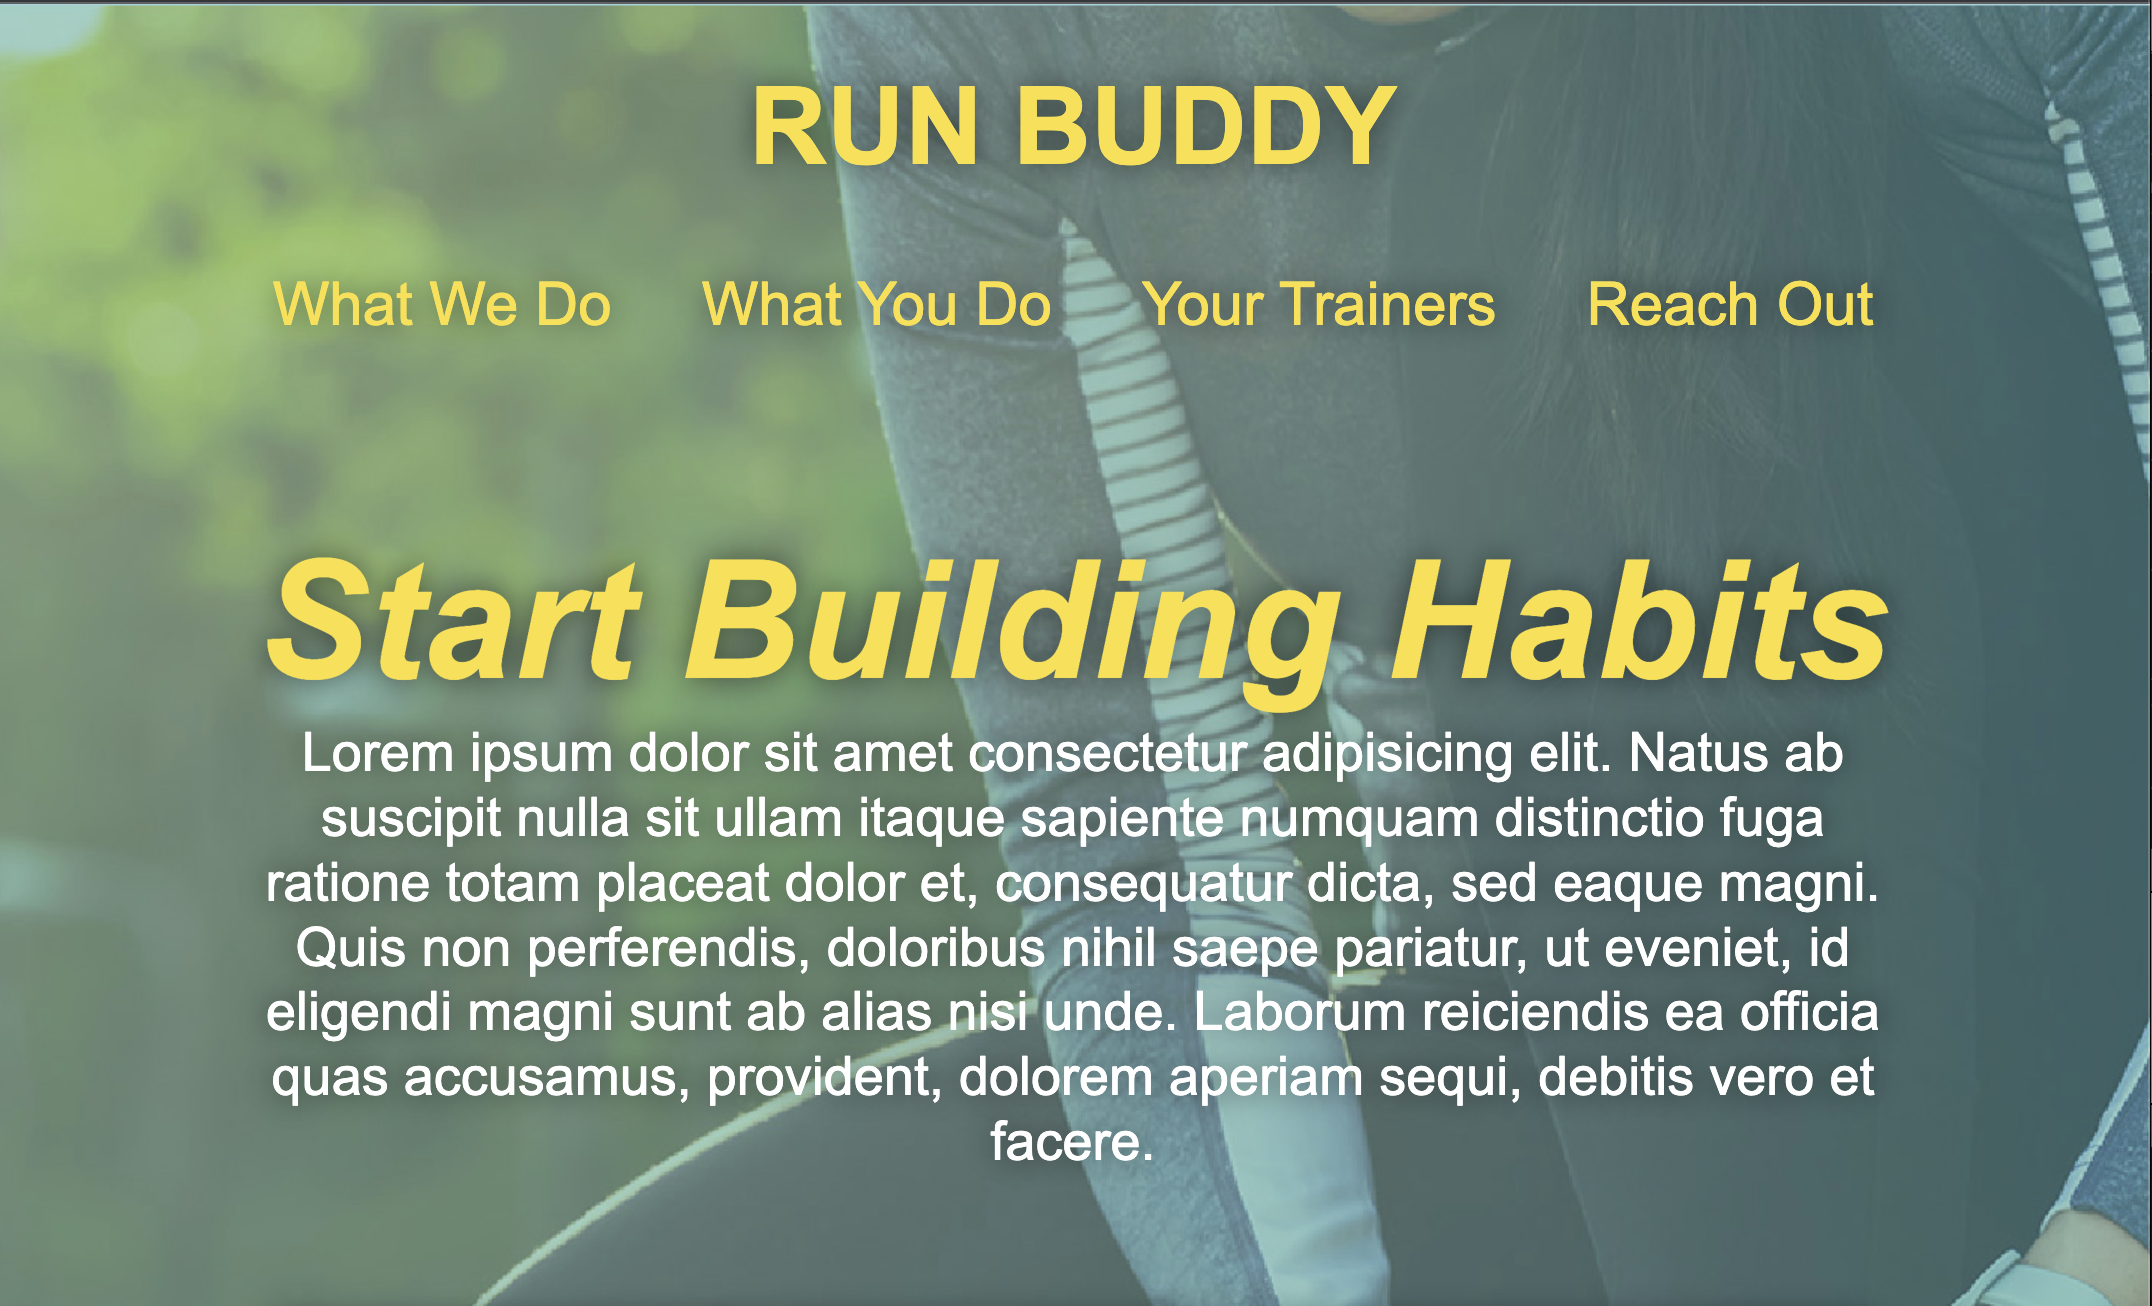 RUN BUDDY
What We Do What You Do Your Trainers Reach Out
Start Building Habits
Lorem ipsum dolor sit amet consectetur adipisicing elit. Natus ab
suscipit nulla sit ullam itaque sapiente numquam distinctio fuga
ratione totam placeat dolor et, consequatur dicta, sed eaque magni.
Quis non perferendis, doloribus nihil saepe pariatur, ut eveniet, id
eligendi magni sunt ab alias nisi unde. Laborum reiciendis ea officia
quas accusamus, provident, dolorem aperiam sequi, debitis vero et
facere.